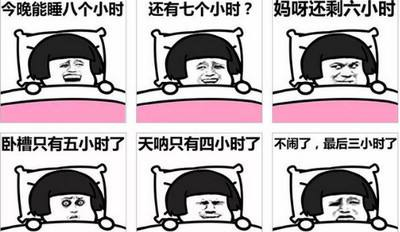 今晚能睡八个小时
还有七个小时？
妈呀还剩六小时
卧槽只有五小时了
天呐只有四小时了
不闹了，最后三小时了